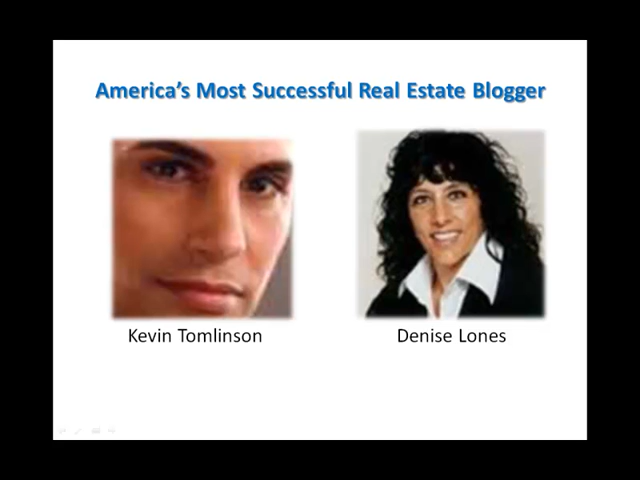 America's Most Successful Real Estate Blogger
Kevin Tomlinson
Denise Lones